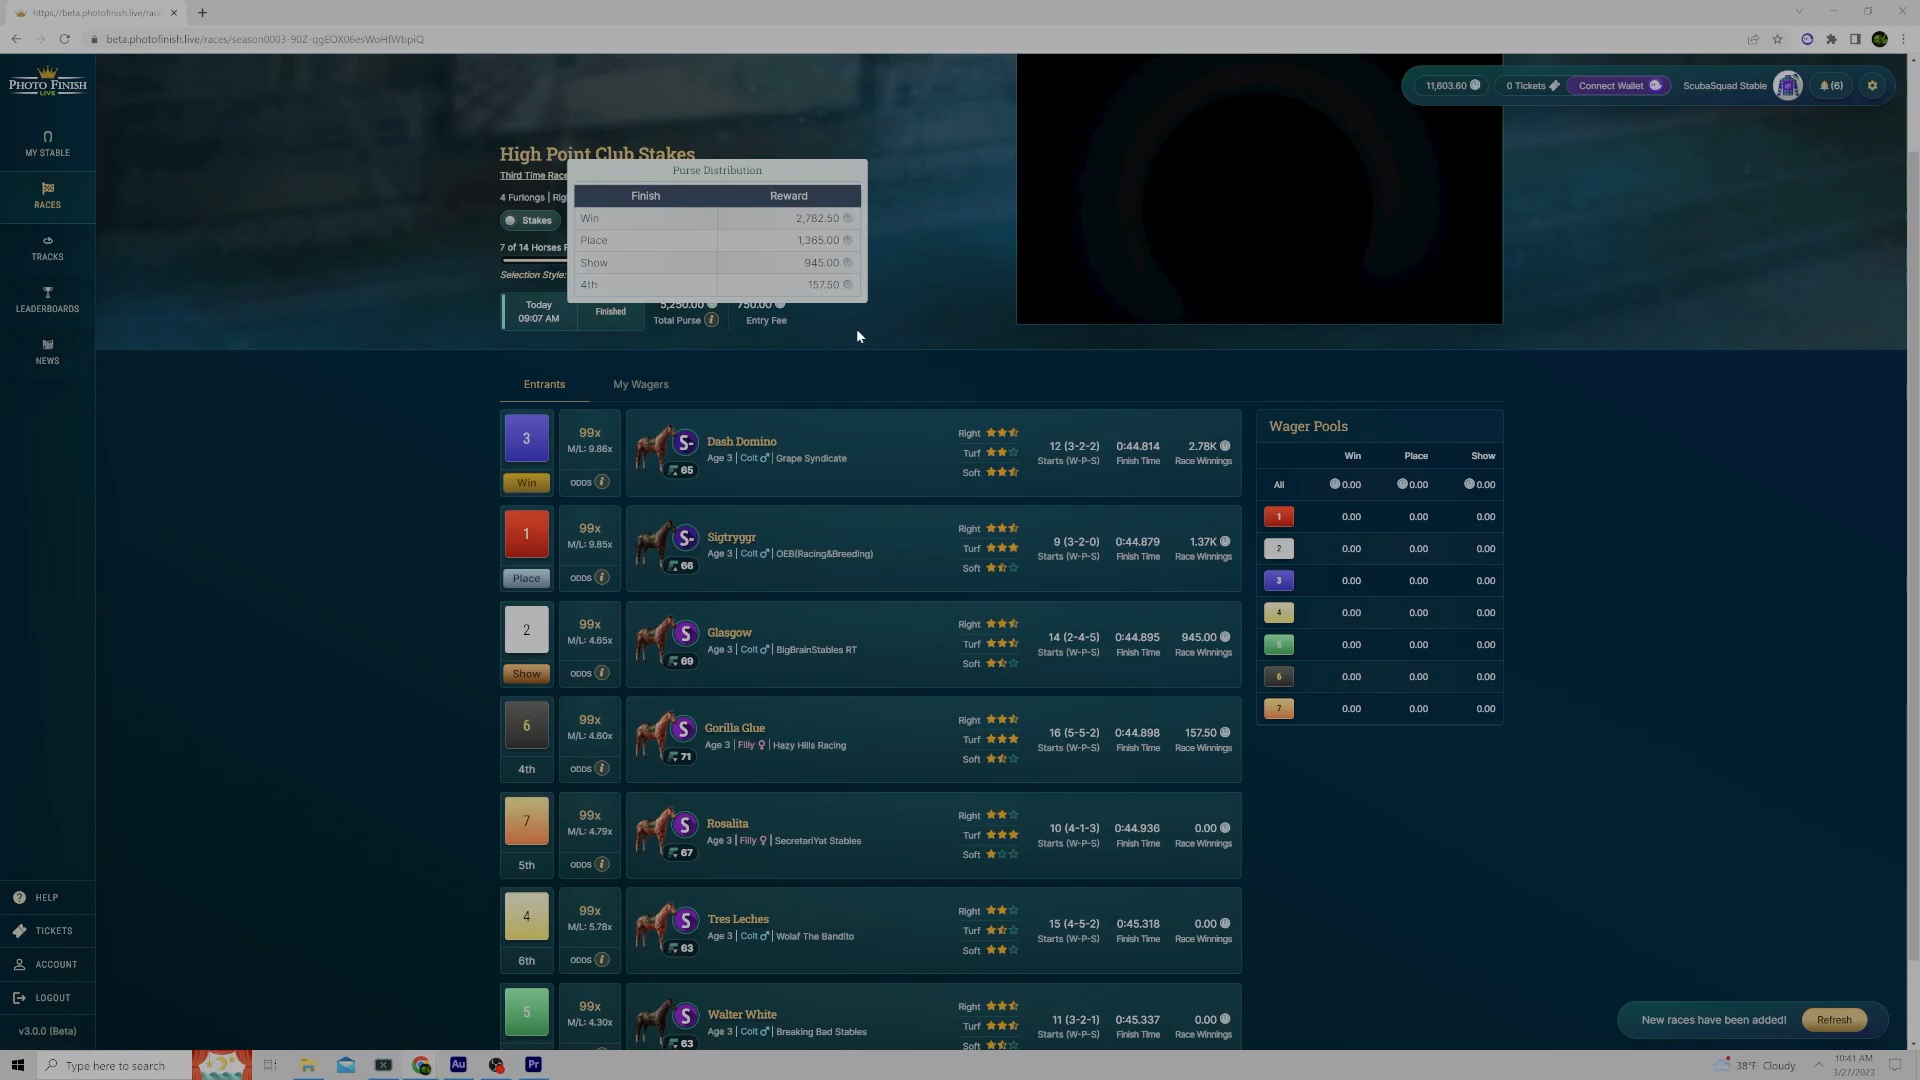 https://beta.photofinish.live/race
beta.photofinish.live/races/season0003-90Z-qgEOX06esWoHfWbpiQ
PHOTO FINISH
LIVE
11,603.60
0 Tickets
Connect Wallet
ScubaSquad Stable
(6)
MY STABLE
RACES
TRACKS
LEADERBOARDS
NEWS
High Point Club Stakes
Third Time Race
4 Furlongs | Rig
Stakes
7 of 14 Horses
Selection Style:
Purse Distribution
Finish Reward
Win 2,782.50
Place 1,365.00
Show 945.00
4th 157.50
Today
09:07 AM
Finished
5,250.00
Total Purse
750.00
Entry Fee
Entrants
My Wagers
3
Win
99x
M/L: 9.86x
ODDS
S-
65
Dash Domino
Age 3 | Colt | Grape Syndicate
Right
Turf
Soft
12 (3-2-2) 0:44.814 2.78K
Starts (W-P-S) Finish Time Race Winnings
1
Place
99x
M/L: 9.85x
ODDS
S-
66
Sigtryggr
Age 3 | Colt | OEB(Racing&Breeding)
Right
Turf
Soft
9 (3-2-0) 0:44.879 1.37K
Starts (W-P-S) Finish Time Race Winnings
2
Show
99x
M/L: 4.65x
ODDS
S
69
Glasgow
Age 3 | Colt | BigBrainStables RT
Right
Turf
Soft
14 (2-4-5) 0:44.895 945.00
Starts (W-P-S) Finish Time Race Winnings
6
4th
99x
M/L: 4.60x
ODDS
S
71
Gorilla Glue
Age 3 | Filly | Hazy Hills Racing
Right
Turf
Soft
16 (5-5-2) 0:44.898 157.50
Starts (W-P-S) Finish Time Race Winnings
7
5th
99x
M/L: 4.79x
ODDS
S
67
Rosalita
Age 3 | Filly | SecretariYat Stables
Right
Turf
Soft
10 (4-1-3) 0:44.936 0.00
Starts (W-P-S) Finish Time Race Winnings
4
6th
99x
M/L: 5.78x
ODDS
S
63
Tres Leches
Age 3 | Colt | Wolaf The Bandito
Right
Turf
Soft
15 (4-5-2) 0:45.318 0.00
Starts (W-P-S) Finish Time Race Winnings
5
99x
M/L: 4.30x
S
63
Walter White
Age 3 | Colt | Breaking Bad Stables
Right
Turf
Soft
11 (3-2-1) 0:45.337 0.00
Starts (W-P-S) Finish Time Race Winnings
Wager Pools
Win Place Show
All 0.00 0.00 0.00
1 0.00 0.00 0.00
2 0.00 0.00 0.00
3 0.00 0.00 0.00
4 0.00 0.00 0.00
5 0.00 0.00 0.00
6 0.00 0.00 0.00
7 0.00 0.00 0.00
HELP
TICKETS
ACCOUNT
LOGOUT
v3.0.0 (Beta)
New races have been added!
Refresh
Type here to search
Au
Pr
38°F Cloudy
10:41 AM
3/27/2023